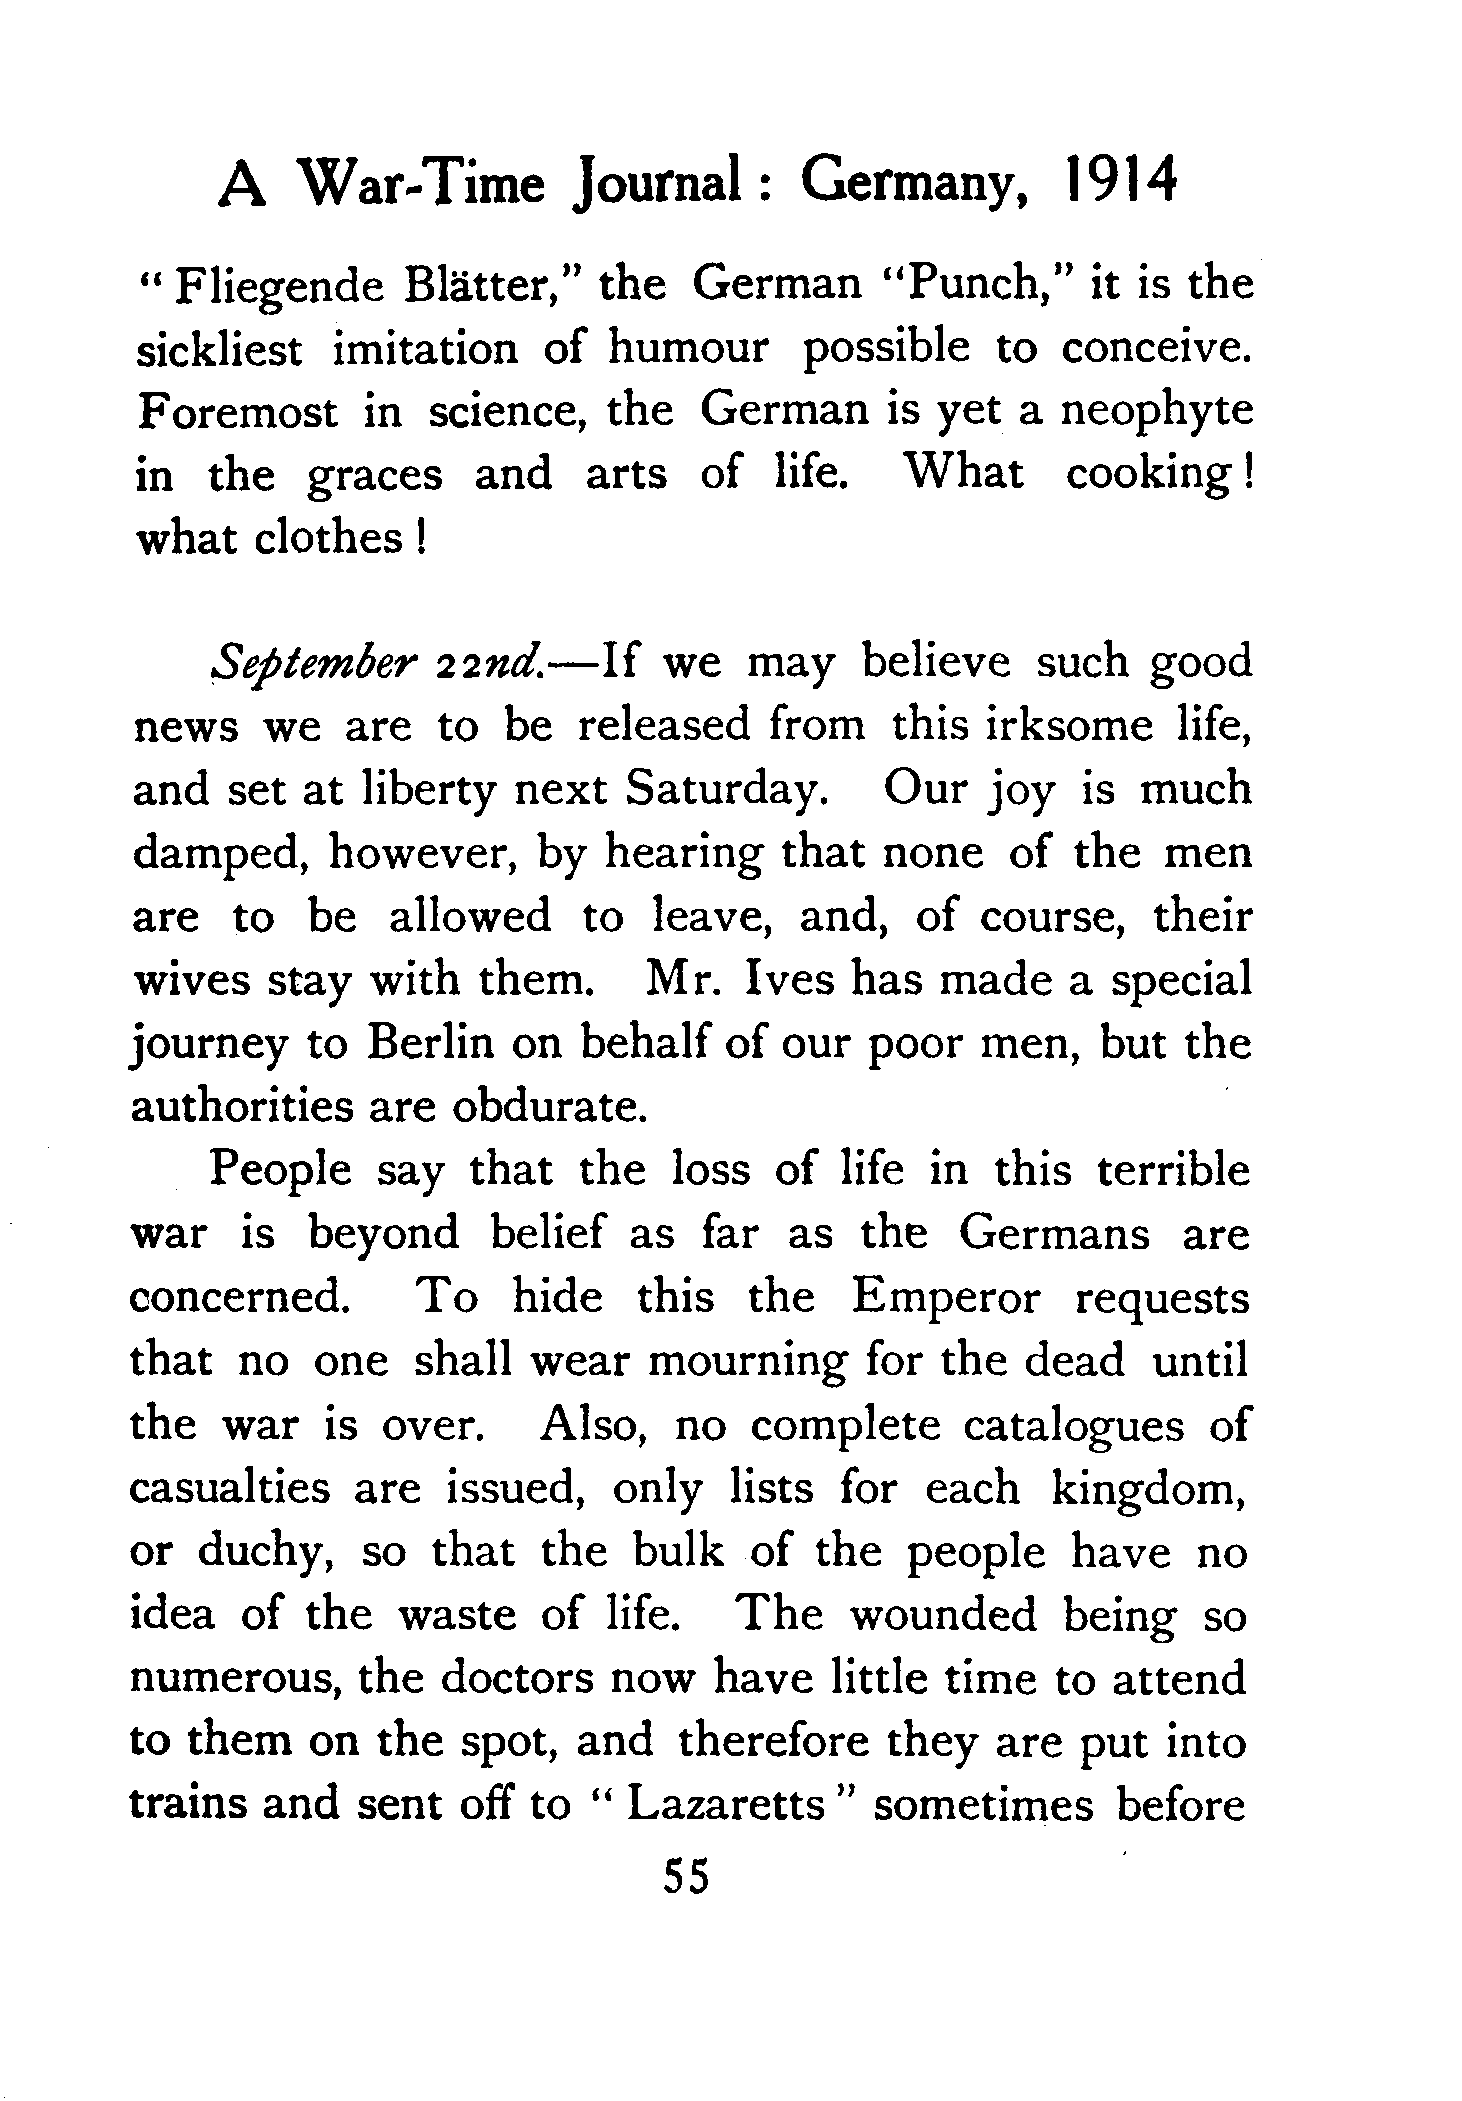 A War-Time Journal : Germany, 1914
“ Fliegende Blätter,” the German “Punch,” it is the
sickliest imitation of humour possible to conceive.
Foremost in science, the German is yet a neophyte
in the graces and arts of life. What cooking !
what clothes !
September 22nd.—If we may believe such good
news we are to be released from this irksome life,
and set at liberty next Saturday. Our joy is much
damped, however, by hearing that none of the men
are to be allowed to leave, and, of course, their
wives stay with them. Mr. Ives has made a special
journey to Berlin on behalf of our poor men, but the
authorities are obdurate.
People say that the loss of life in this terrible
war is beyond belief as far as the Germans are
concerned. To hide this the Emperor requests
that no one shall wear mourning for the dead until
the war is over. Also, no complete catalogues of
casualties are issued, only lists for each kingdom,
or duchy, so that the bulk of the people have no
idea of the waste of life. The wounded being so
numerous, the doctors now have little time to attend
to them on the spot, and therefore they are put into
trains and sent off to “ Lazaretts ” sometimes before
55